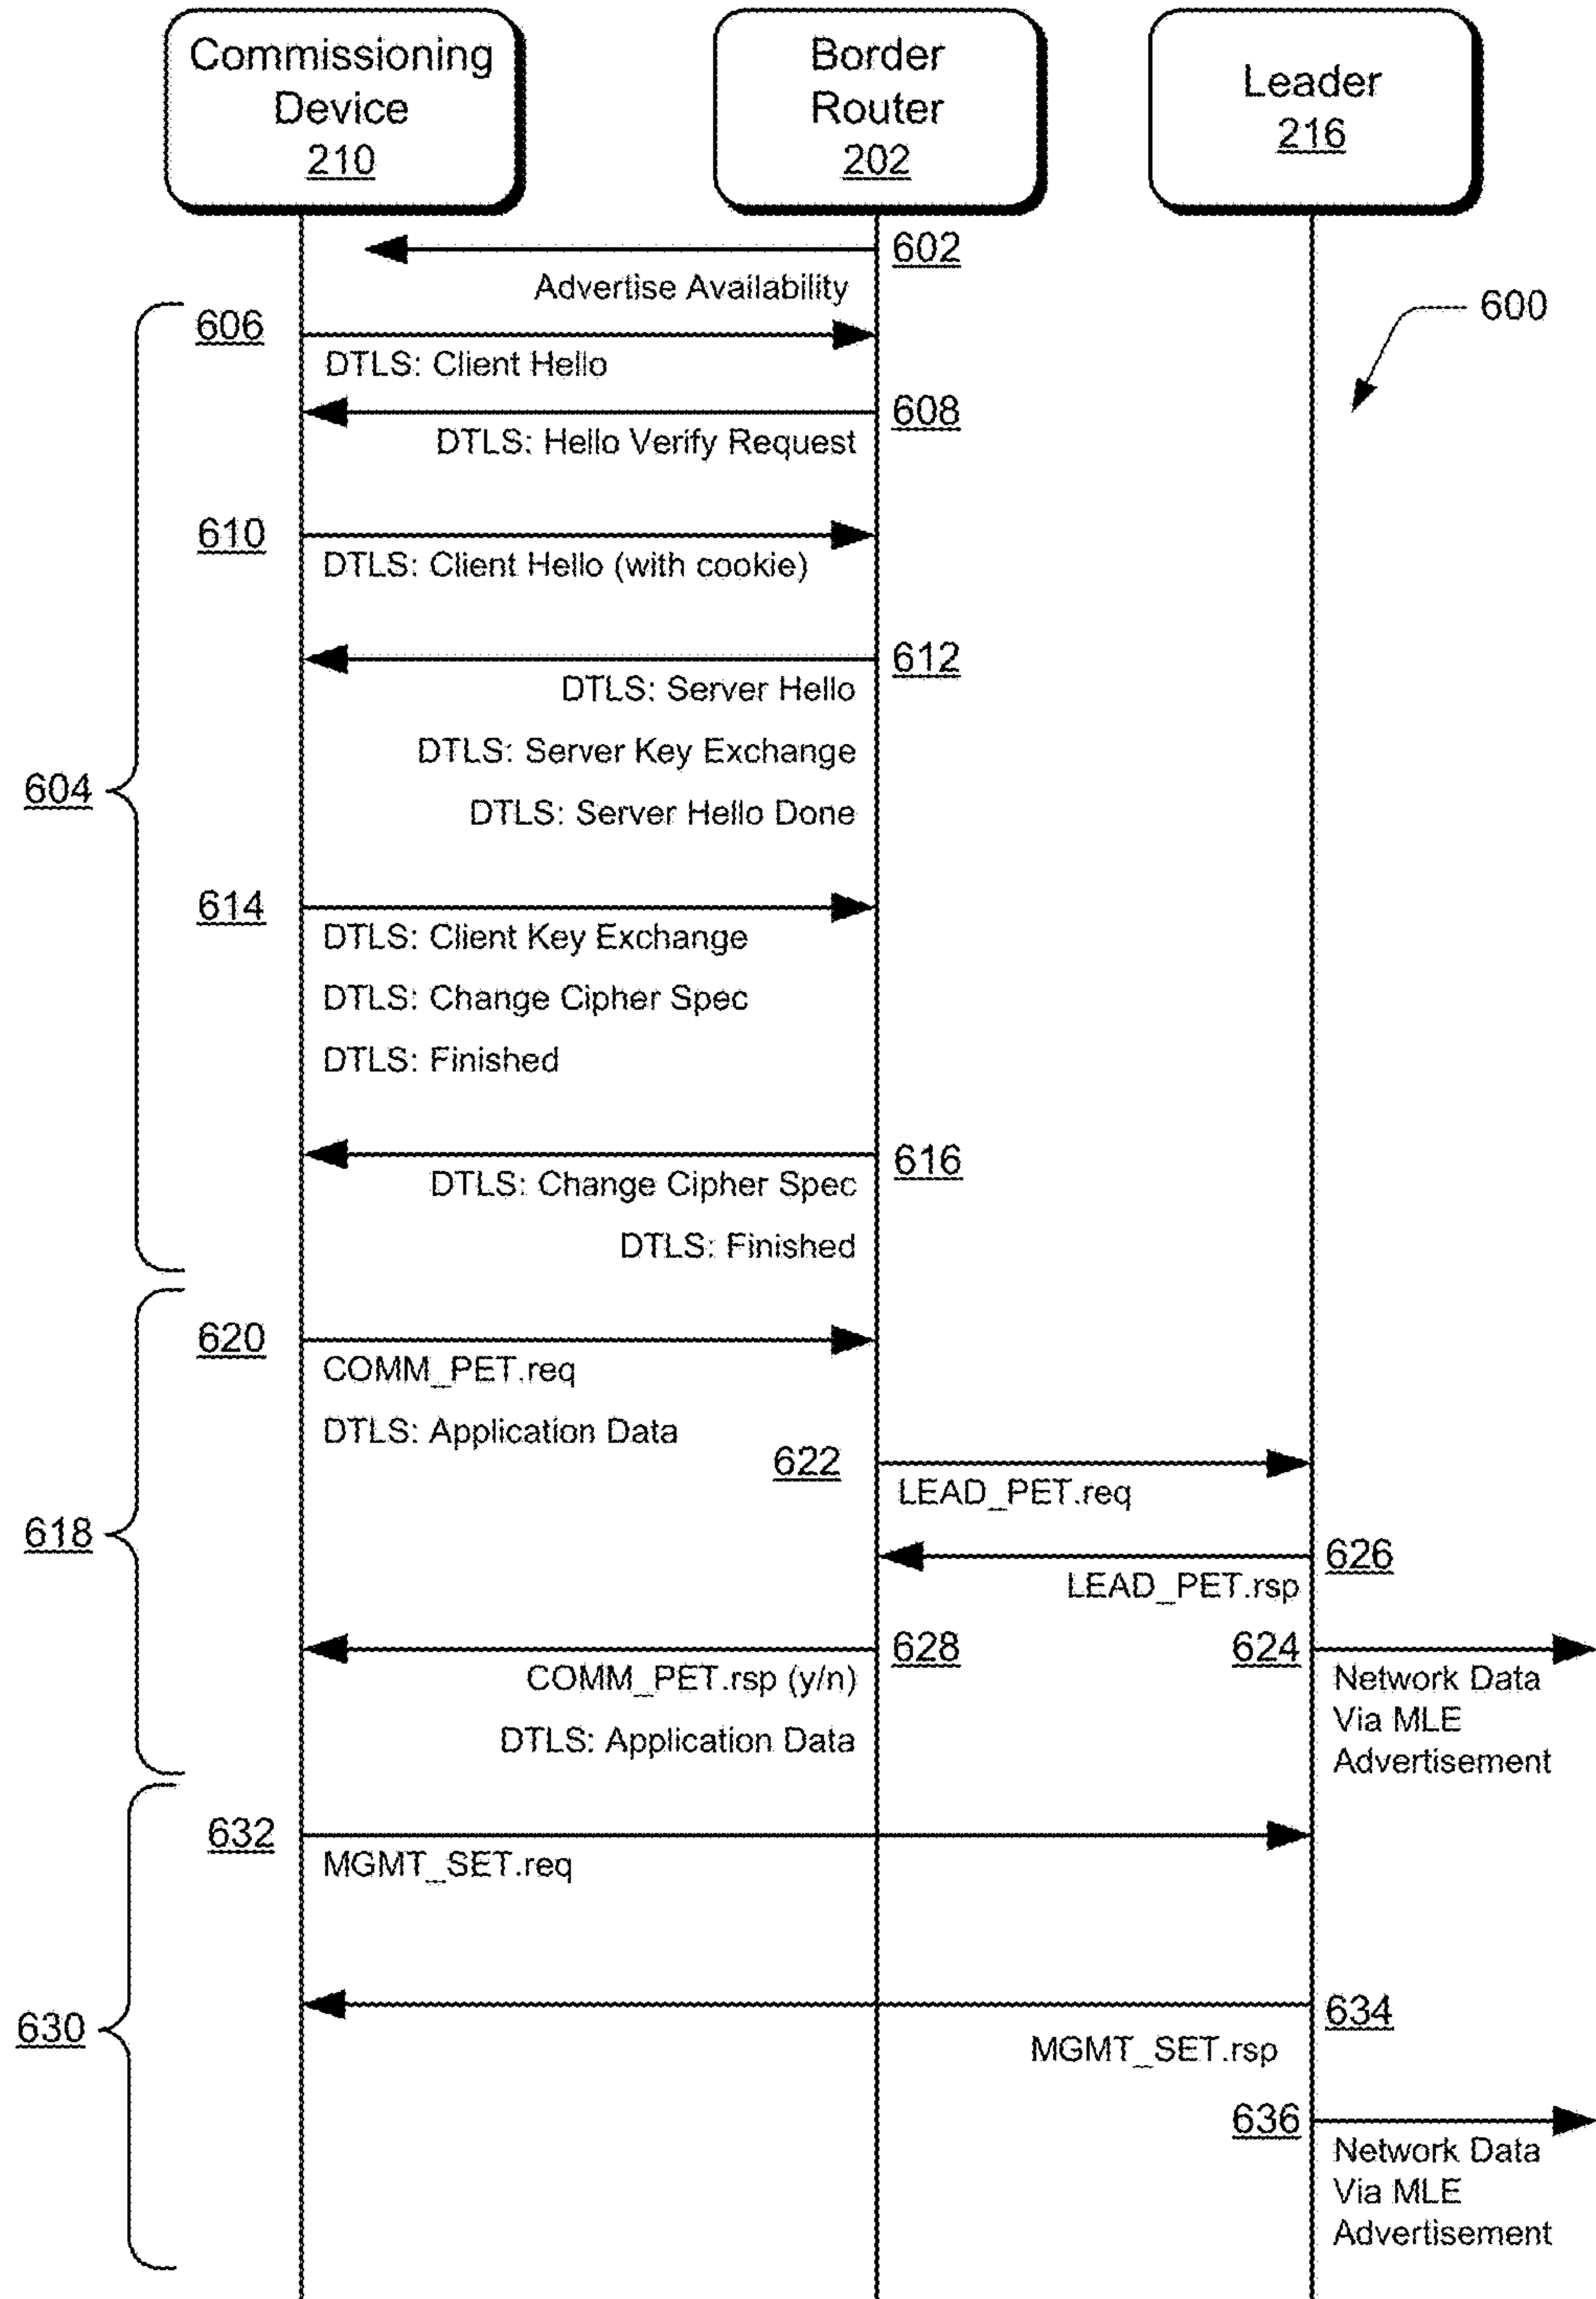 Commissioning
Device
210
Border
Router
202
Leader
216
602
Advertise Availability
600
606
DTLS: Client Hello
608
DTLS: Hello Verify Request
610
DTLS: Client Hello (with cookie)
612
DTLS: Server Hello
DTLS: Server Key Exchange
604
DTLS: Server Hello Done
614
DTLS: Client Key Exchange
DTLS: Change Cipher Spec
DTLS: Finished
616
DTLS: Change Cipher Spec
DTLS: Finished
620
COMM_PET.req
DTLS: Application Data
622
LEAD_PET.req
618
626
LEAD_PET.rsp
628
COMM_PET.rsp (y/n)
DTLS: Application Data
624
Network Data
Via MLE
Advertisement
632
MGMT_SET.req
634
MGMT_SET.rsp
630
636
Network Data
Via MLE
Advertisement